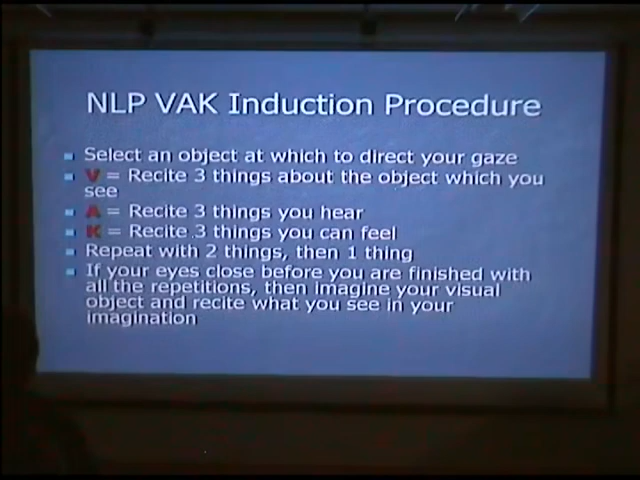 NLP VAK Induction Procedure
Select an object at which to direct your gaze
V = Recite 3 things about the object which you
see
A = Recite 3 things you hear
K = Recite 3 things you can feel
Repeat with 2 things, then 1 thing
If your eyes close before you are finished with
all the repetitions, then imagine your visual
object and recite what you see in your
imagination